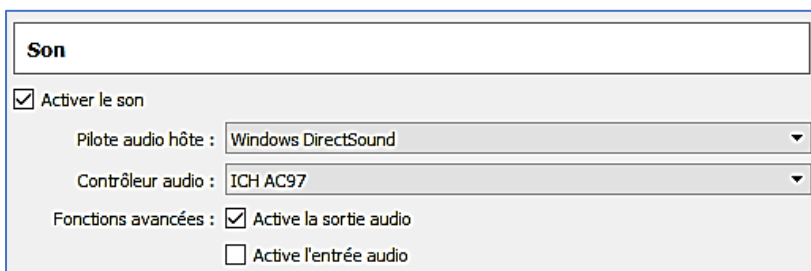 Son
Activer le son
Pilote audio hôte : Windows DirectSound
Contrôleur audio : ICH AC97
Fonctions avancées : Active la sortie audio
Active l'entrée audio